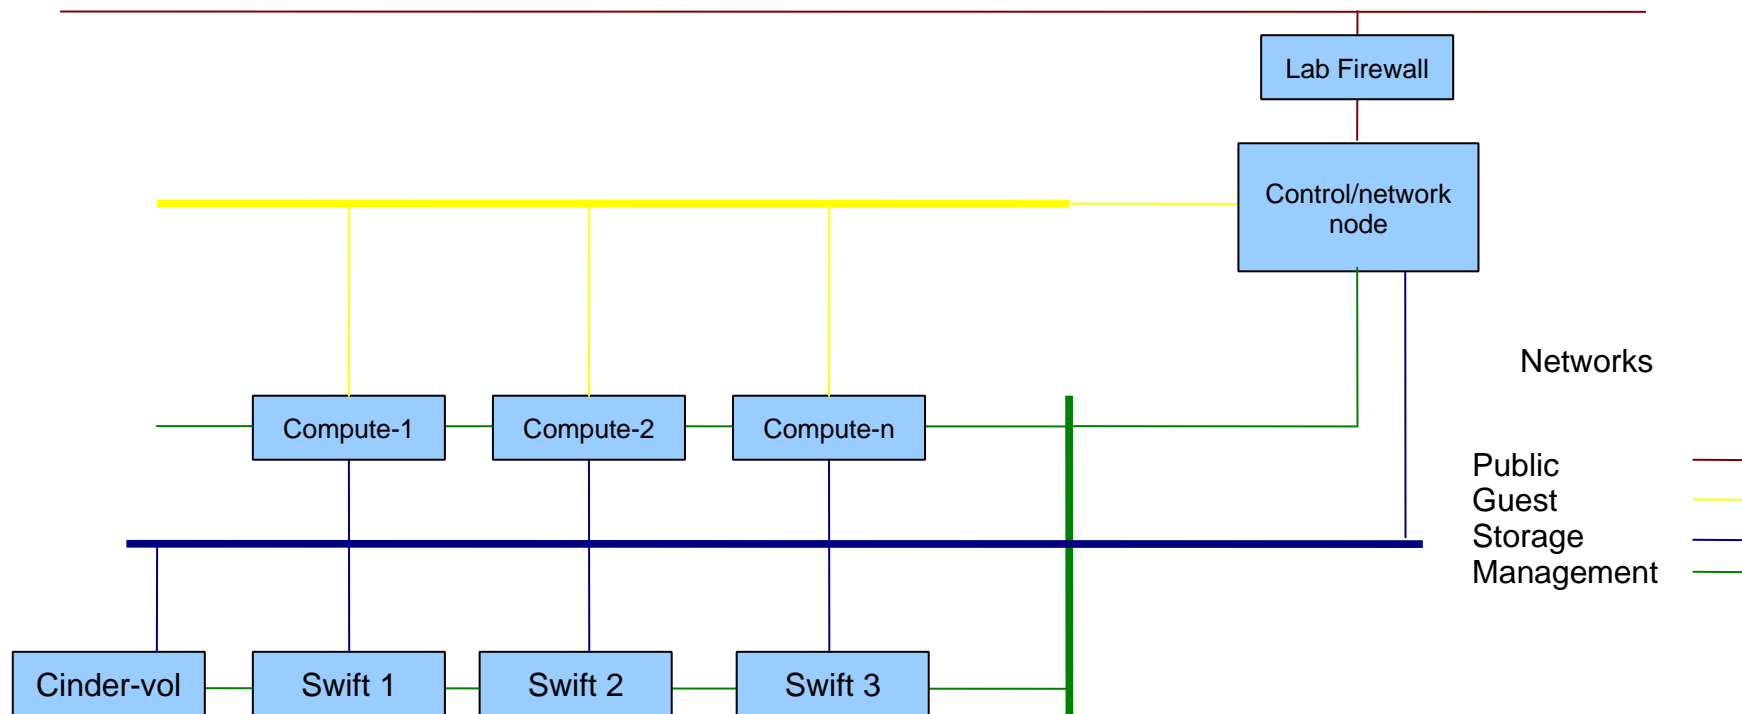 Lab Firewall
Control/network
node
Networks
Compute-1
Compute-2
Compute-n
Public
Guest
Storage
Management
Cinder-vol
Swift 1
Swift 2
Swift 3